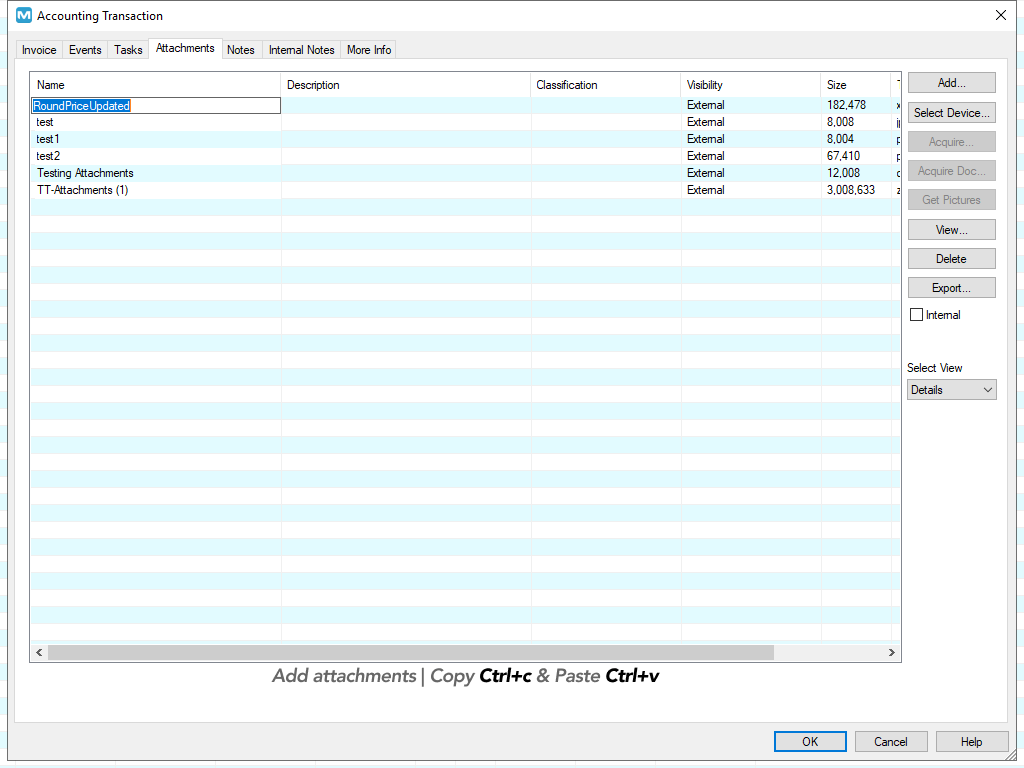 Accounting Transaction
Invoice Events Tasks Attachments Notes Internal Notes More Info
Name Description Classification Visibility Size
RoundPriceUpdated External 182,478
test External 8,008
test1 External 8,004
test2 External 67,410
Testing Attachments External 12,008
TT-Attachments (1) External 3,008,633
Add...
Select Device...
Acquire...
Acquire Doc...
Get Pictures
View...
Delete
Export...
Internal
Select View
Details
Add attachments | Copy Ctrl+c & Paste Ctrl+v
OK Cancel Help